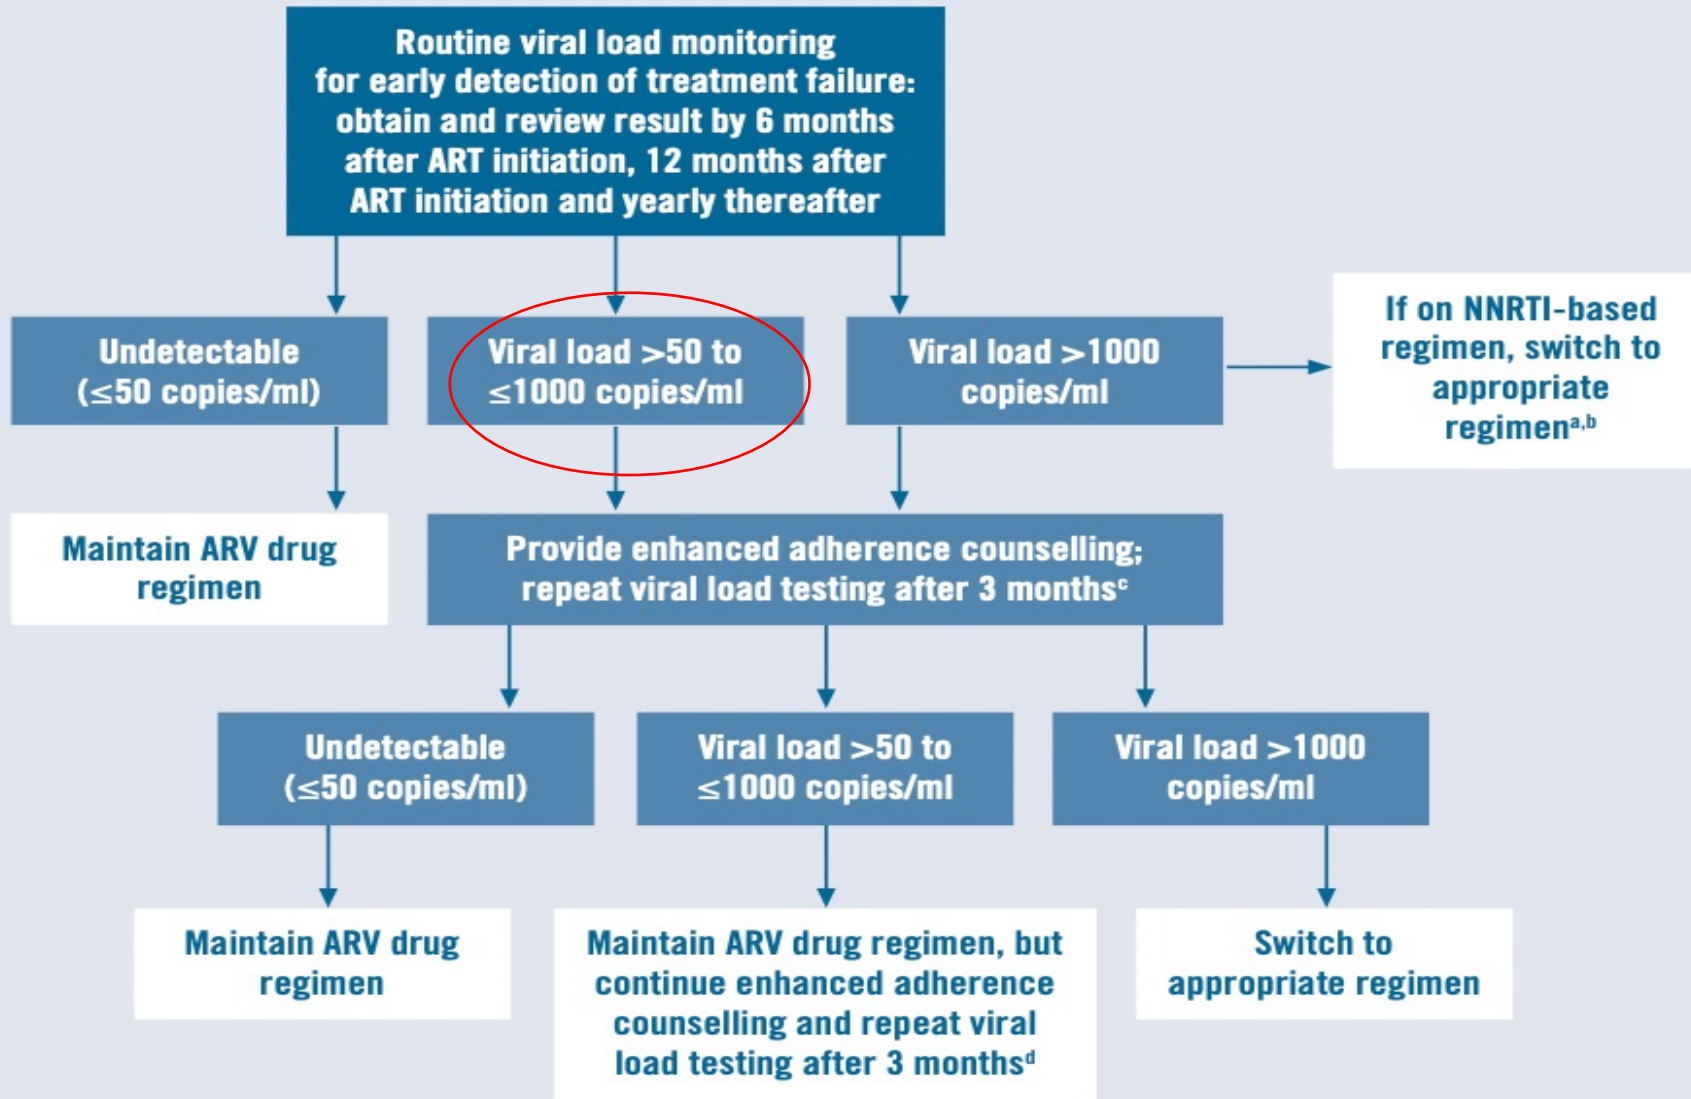 Routine viral load monitoring
for early detection of treatment failure:
obtain and review result by 6 months
after ART initiation, 12 months after
ART initiation and yearly thereafter
Undetectable
(≤50 copies/ml)
Viral load >50 to
≤1000 copies/ml
Viral load >1000
copies/ml
If on NNRTI-based
regimen, switch to
appropriate
regimenᵃ,ᵇ
Maintain ARV drug
regimen
Provide enhanced adherence counselling;
repeat viral load testing after 3 monthsᶜ
Undetectable
(≤50 copies/ml)
Viral load >50 to
≤1000 copies/ml
Viral load >1000
copies/ml
Maintain ARV drug
regimen
Maintain ARV drug regimen, but
continue enhanced adherence
counselling and repeat viral
load testing after 3 monthsᵈ
Switch to
appropriate regimen